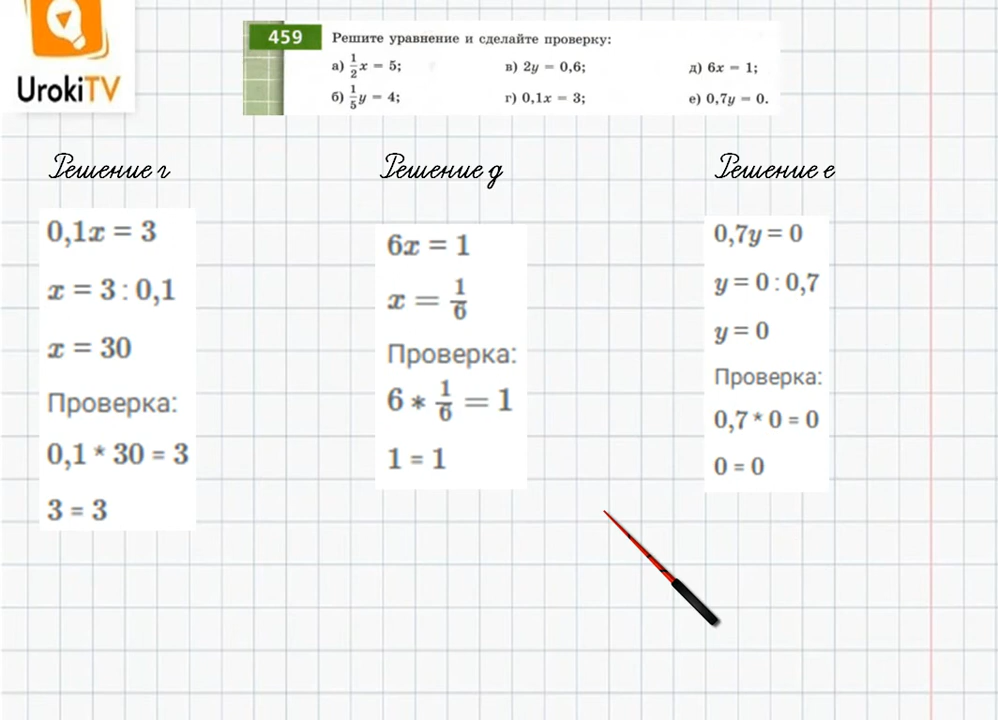 UrokiTV
459 Решите уравнение и сделайте проверку:
а) 1/2 x = 5; в) 2y = 0,6; д) 6x = 1;
б) 1/5 y = 4; г) 0,1x = 3; е) 0,7y = 0.
Решение г
0,1x = 3
x = 3 : 0,1
x = 30
Проверка:
0,1 * 30 = 3
3 = 3
Решение д
6x = 1
x = 1/6
Проверка:
6 * 1/6 = 1
1 = 1
Решение е
0,7y = 0
y = 0 : 0,7
y = 0
Проверка:
0,7 * 0 = 0
0 = 0